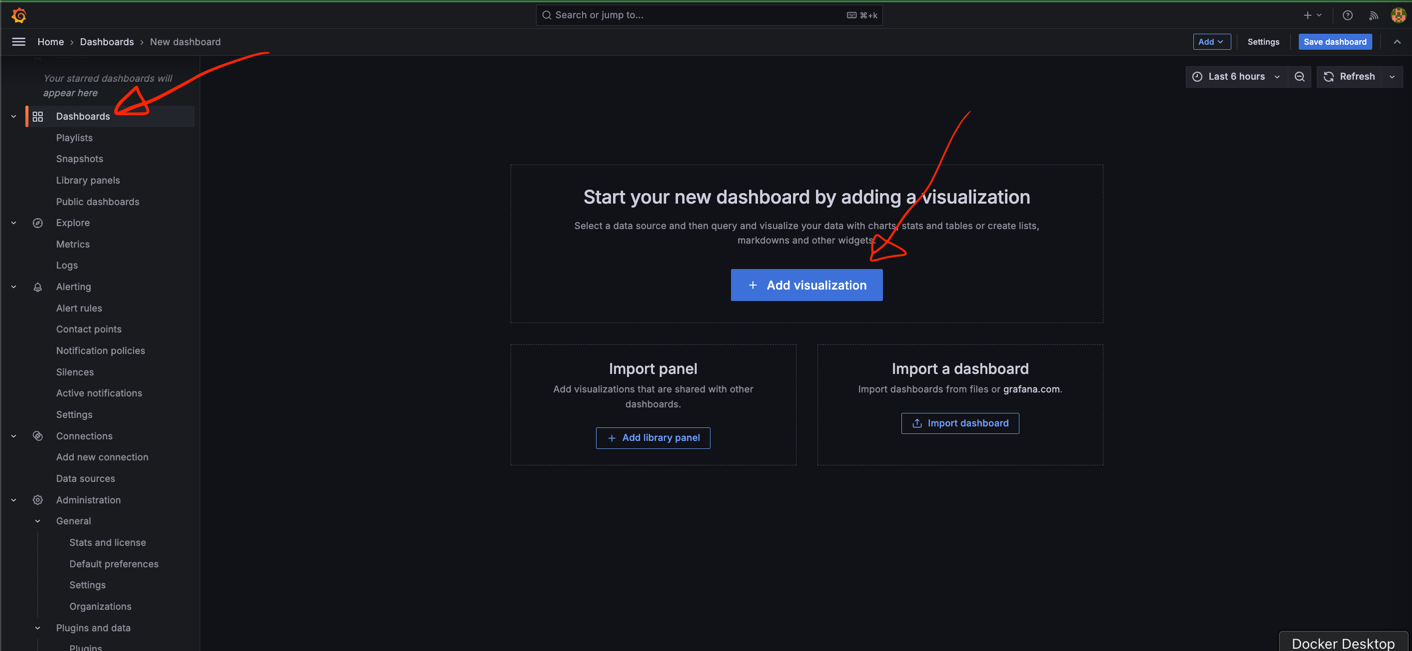 Search or jump to...
⌘+k
Home › Dashboards › New dashboard
Add
Settings
Save dashboard
Your starred dashboards will
appear here
Dashboards
Playlists
Snapshots
Library panels
Public dashboards
Explore
Metrics
Logs
Alerting
Alert rules
Contact points
Notification policies
Silences
Active notifications
Settings
Connections
Add new connection
Data sources
Administration
General
Stats and license
Default preferences
Settings
Organizations
Plugins and data
Plugins
Last 6 hours
Refresh
Start your new dashboard by adding a visualization
Select a data source and then query and visualize your data with charts, stats and tables or create lists,
markdowns and other widgets.
+ Add visualization
Import panel
Add visualizations that are shared with other
dashboards.
+ Add library panel
Import a dashboard
Import dashboards from files or grafana.com.
Import dashboard
Docker Desktop